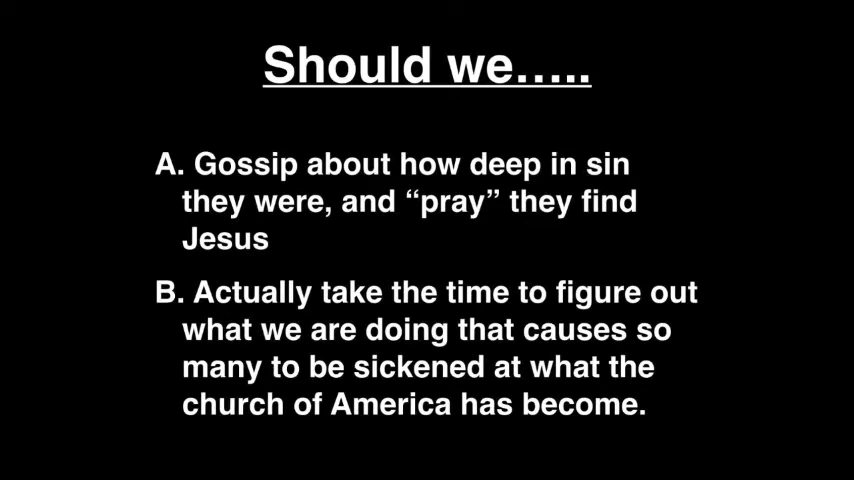 Should we.....
A. Gossip about how deep in sin
they were, and “pray” they find
Jesus
B. Actually take the time to figure out
what we are doing that causes so
many to be sickened at what the
church of America has become.